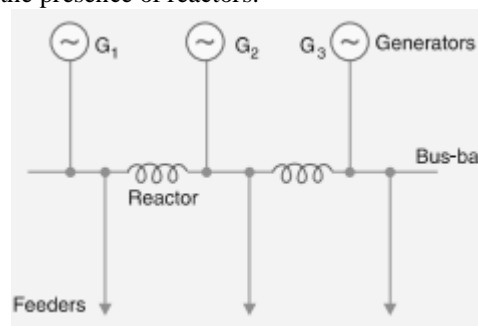 the presence of reactors.
G1 G2 G3 Generators
Bus-ba
Reactor
Feeders